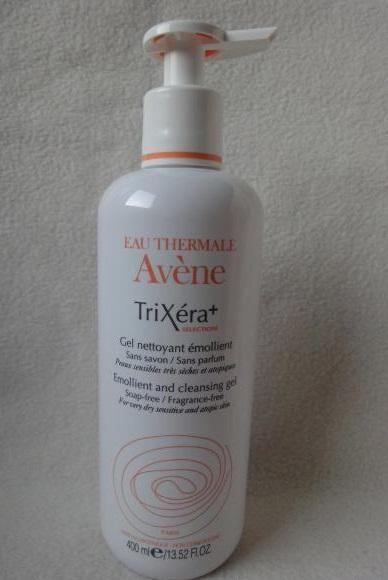 EAU THERMALE
Avène
TriXéra+
SELECTIOSE
Gel nettoyant émollient
Sans savon / Sans parfum
Peaux sensibles très sèches et atopiques
Emollient and cleansing gel
Soap-free / Fragrance-free
For very dry sensitive and atopic skin
PARIS
400 ml e/13.52 FL.OZ